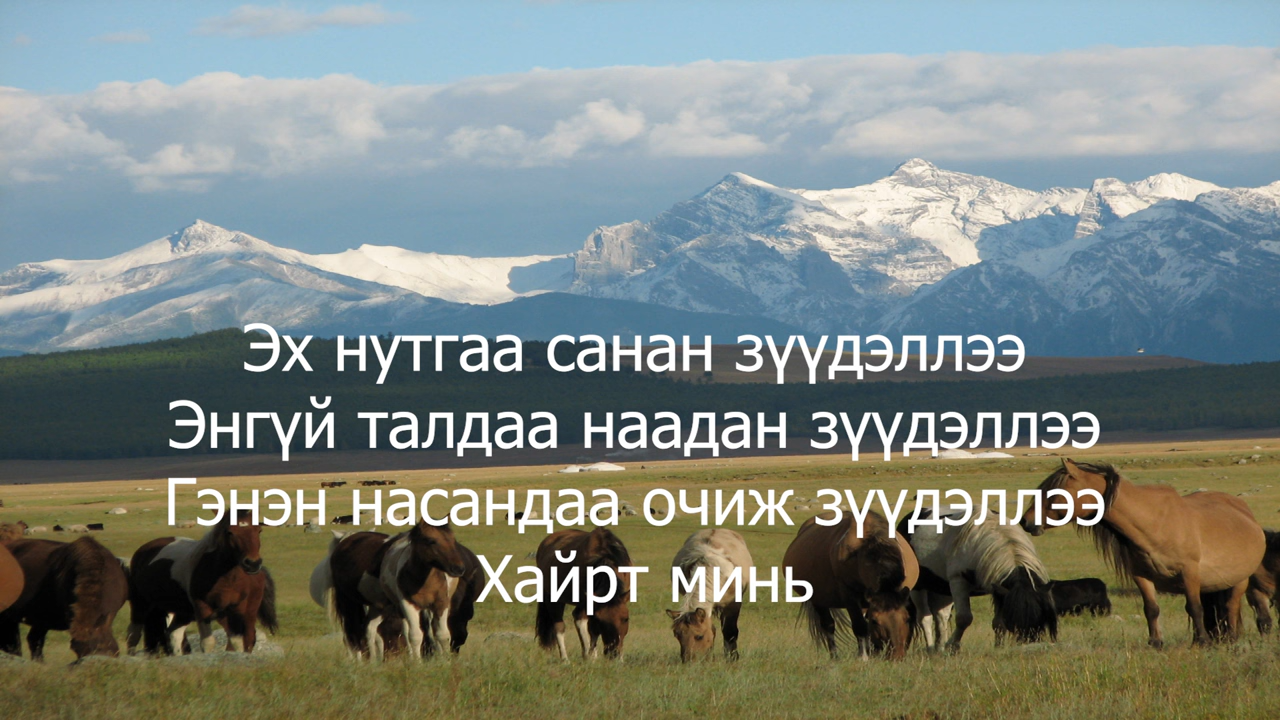 Эх нутгаа санан зүүдэллээ
Энгүй талдаа наадан зүүдэллээ
Гэнэн насандаа очиж зүүдэллээ
Хайрт минь